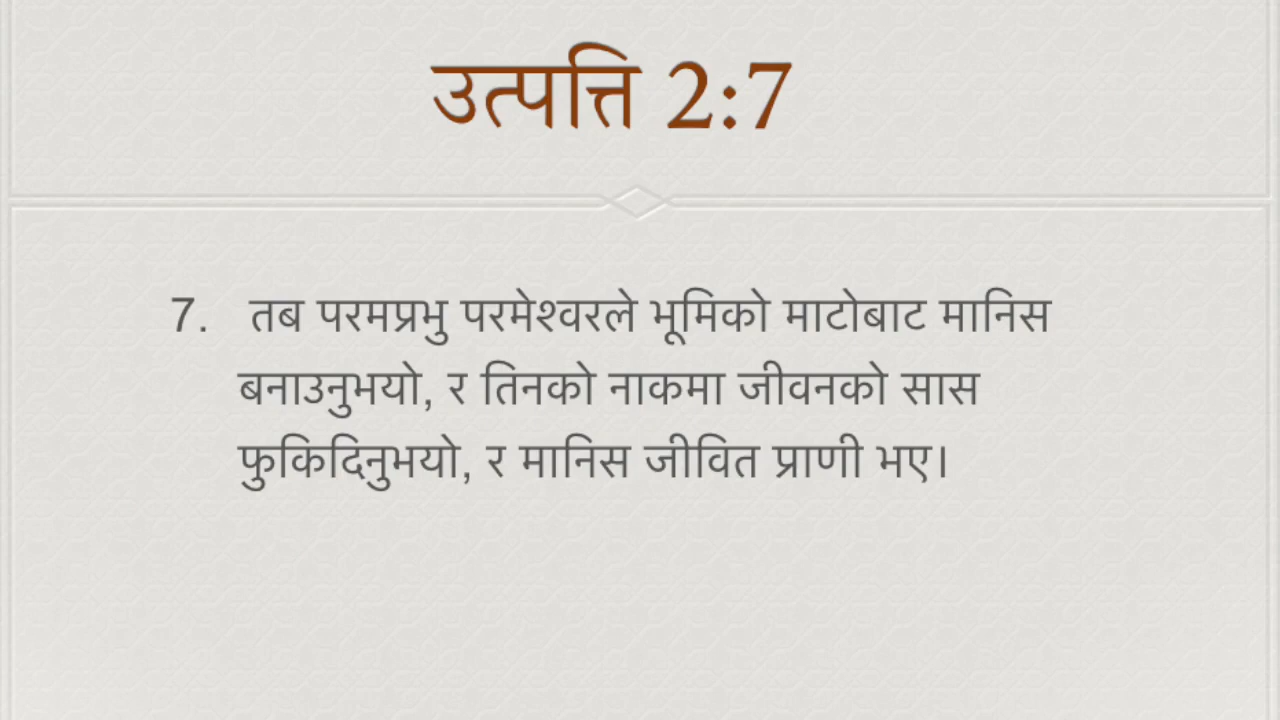 उत्पत्ति 2:7
7. तब परमप्रभु परमेश्वरले भूमिको माटोबाट मानिस
बनाउनुभयो, र तिनको नाकमा जीवनको सास
फुकिदिनुभयो, र मानिस जीवित प्राणी भए।